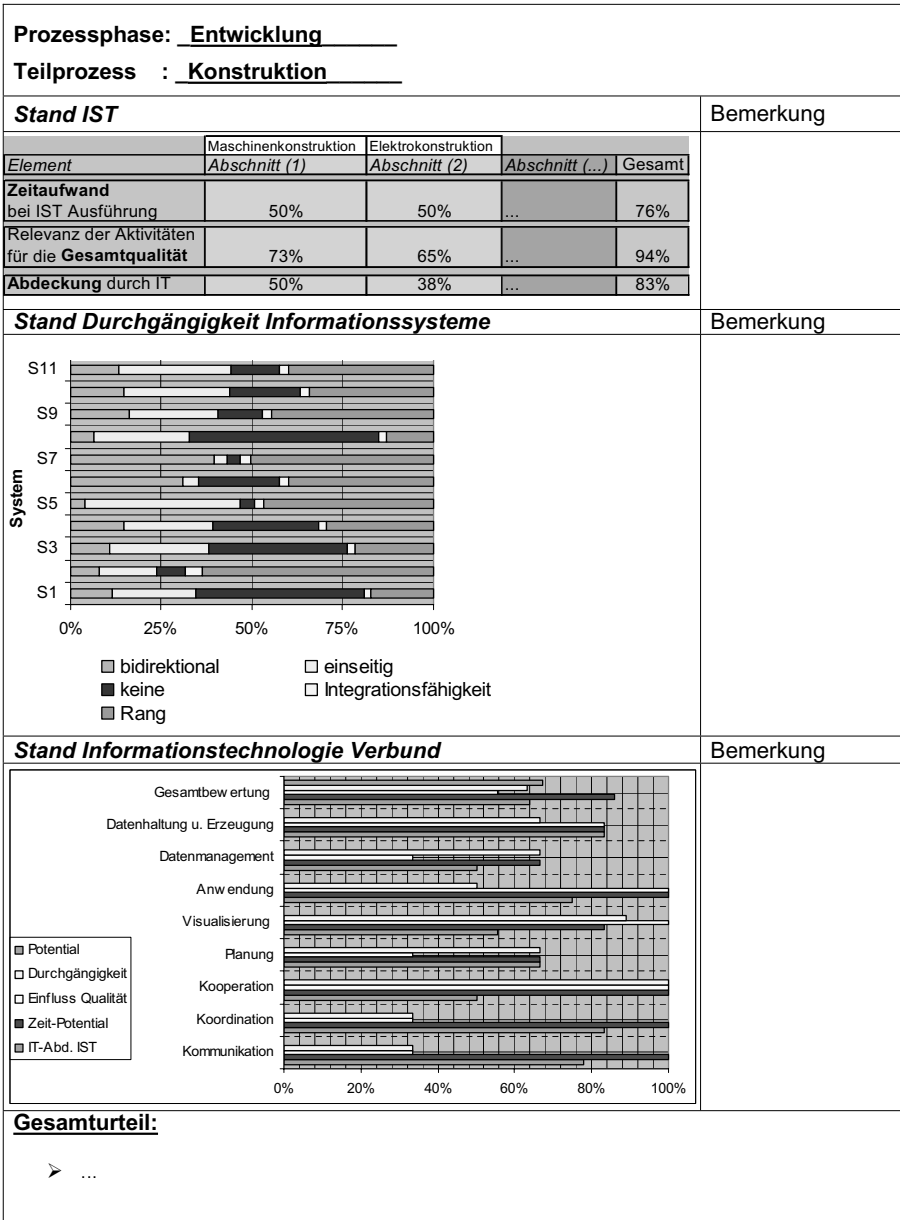 Prozessphase: _Entwicklung______
Teilprozess : _Konstruktion______
Stand IST Bemerkung
Maschinenkonstruktion Elektrokonstruktion
Element Abschnitt (1) Abschnitt (2) Abschnitt (...) Gesamt
Zeitaufwand
bei IST Ausführung 50% 50% ... 76%
Relevanz der Aktivitäten
für die Gesamtqualität 73% 65% ... 94%
Abdeckung durch IT 50% 38% ... 83%
Stand Durchgängigkeit Informationssysteme Bemerkung
S11
S9
S7
S5
S3
S1
System
0% 25% 50% 75% 100%
bidirektional einseitig
keine Integrationsfähigkeit
Rang
Stand Informationstechnologie Verbund Bemerkung
Gesamtbewertung
Datenhaltung u. Erzeugung
Datenmanagement
Anwendung
Visualisierung
Planung
Kooperation
Koordination
Kommunikation
Potential
Durchgängigkeit
Einfluss Qualität
Zeit-Potential
IT-Abd. IST
0% 20% 40% 60% 80% 100%
Gesamturteil:
➢ ...